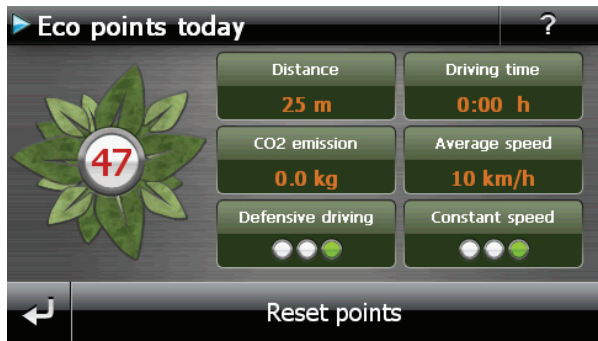 Eco points today
?
Distance
Driving time
25 m
0:00 h
CO2 emission
Average speed
47
0.0 kg
10 km/h
Defensive driving
Constant speed
Reset points